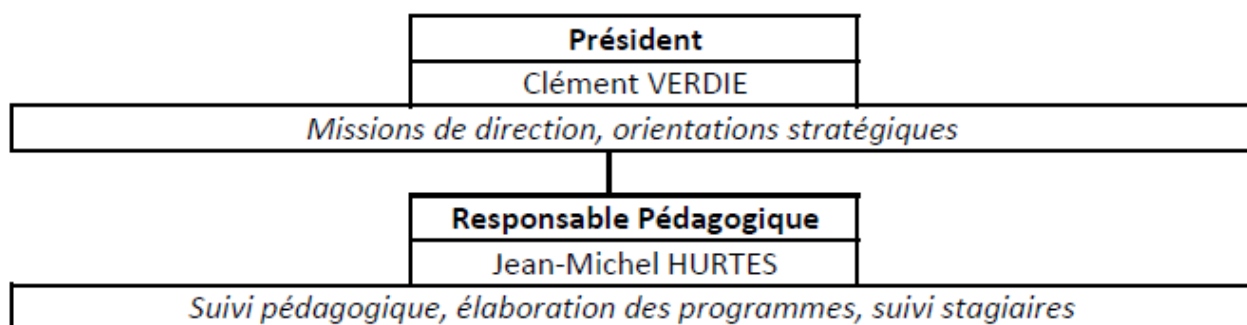 Président
Clément VERDIE
Missions de direction, orientations stratégiques
Responsable Pédagogique
Jean-Michel HURTES
Suivi pédagogique, élaboration des programmes, suivi stagiaires